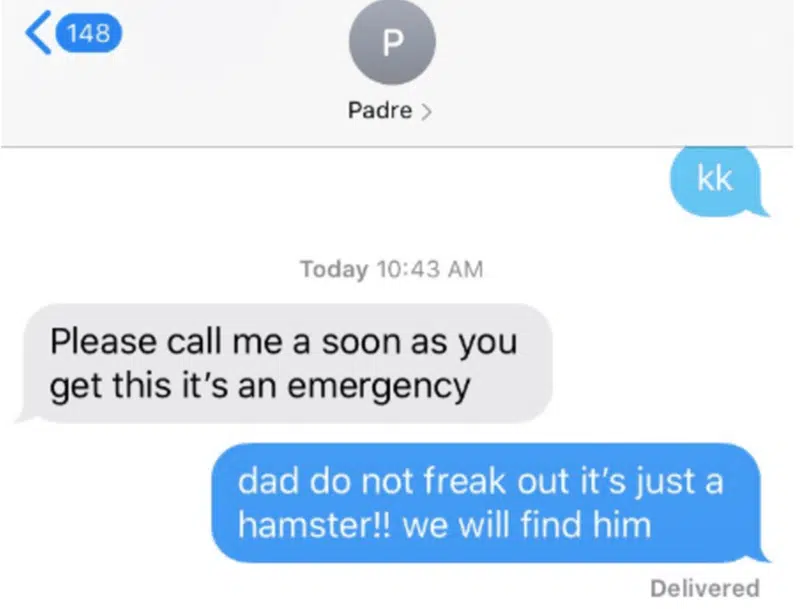 148
P
Padre
kk
Today 10:43 AM
Please call me a soon as you
get this it’s an emergency
dad do not freak out it’s just a
hamster!! we will find him
Delivered